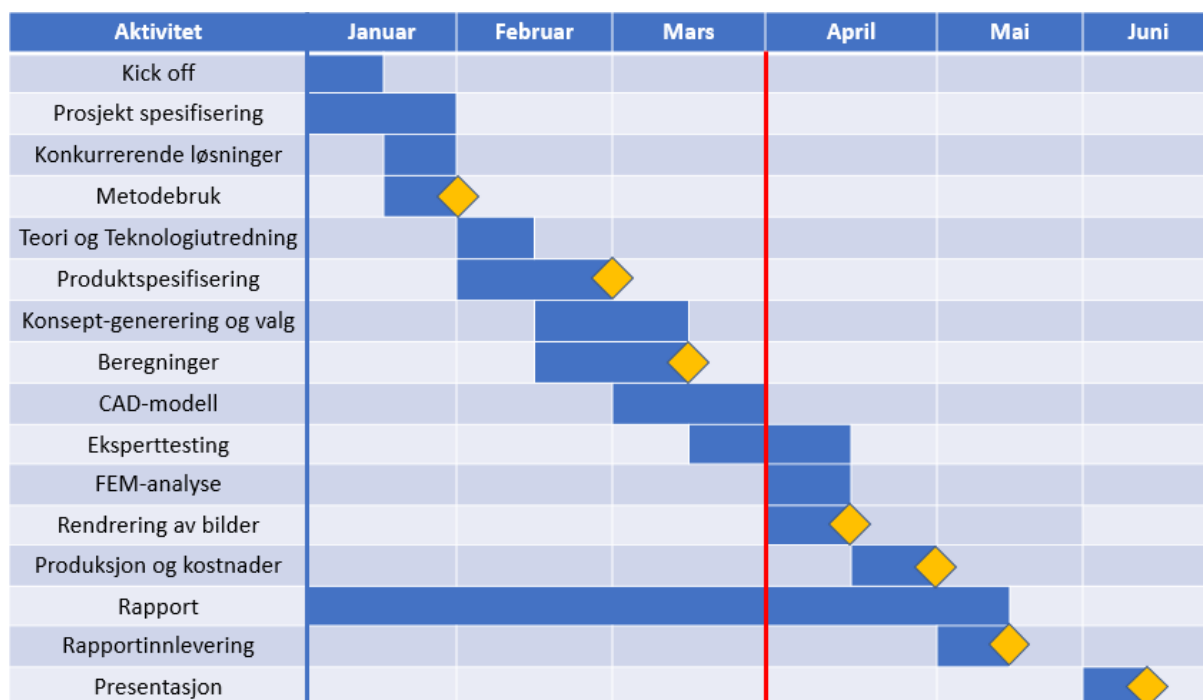 Aktivitet Januar Februar Mars April Mai Juni
Kick off
Prosjekt spesifisering
Konkurrerende løsninger
Metodebruk
Teori og Teknologiutredning
Produktspesifisering
Konsept-generering og valg
Beregninger
CAD-modell
Eksperttesting
FEM-analyse
Rendrering av bilder
Produksjon og kostnader
Rapport
Rapportinnlevering
Presentasjon